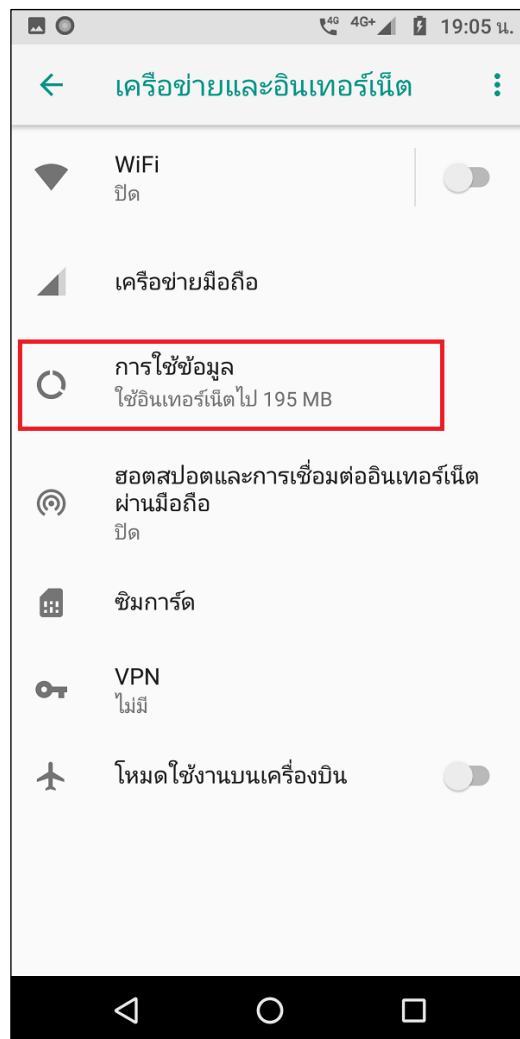 4G 4G+ 19:05 น.
เครือข่ายและอินเทอร์เน็ต
WiFi
ปิด
เครือข่ายมือถือ
การใช้ข้อมูล
ใช้อินเทอร์เน็ตไป 195 MB
ฮอตสปอตและการเชื่อมต่ออินเทอร์เน็ต
ผ่านมือถือ
ปิด
ซิมการ์ด
VPN
ไม่มี
โหมดใช้งานบนเครื่องบิน